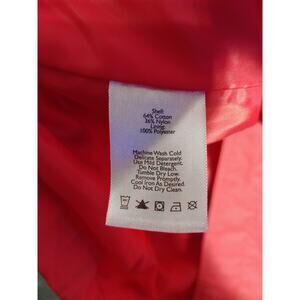 Shell:
64% Cotton
36% Nylon
Lining:
100% Polyester
Machine Wash Cold
Delicate Separately.
Use Mild Detergent.
Do Not Bleach.
Tumble Dry Low.
Remove Promptly.
Cool Iron As Desired.
Do Not Dry Clean.